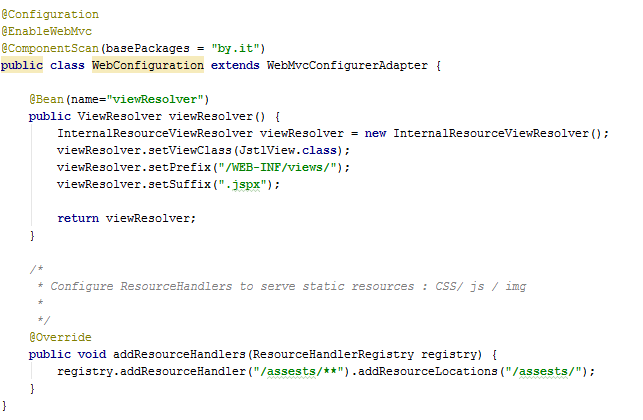 @Configuration
@EnableWebMvc
@ComponentScan(basePackages = "by.it")
public class WebConfiguration extends WebMvcConfigurerAdapter {
@Bean(name="viewResolver")
public ViewResolver viewResolver() {
InternalResourceViewResolver viewResolver = new InternalResourceViewResolver();
viewResolver.setViewClass(JstlView.class);
viewResolver.setPrefix("/WEB-INF/views/");
viewResolver.setSuffix(".jspx");
return viewResolver;
}
/*
* Configure ResourceHandlers to serve static resources : CSS/ js / img
*
*/
@Override
public void addResourceHandlers(ResourceHandlerRegistry registry) {
registry.addResourceHandler("/assests/**").addResourceLocations("/assests/");
}
}